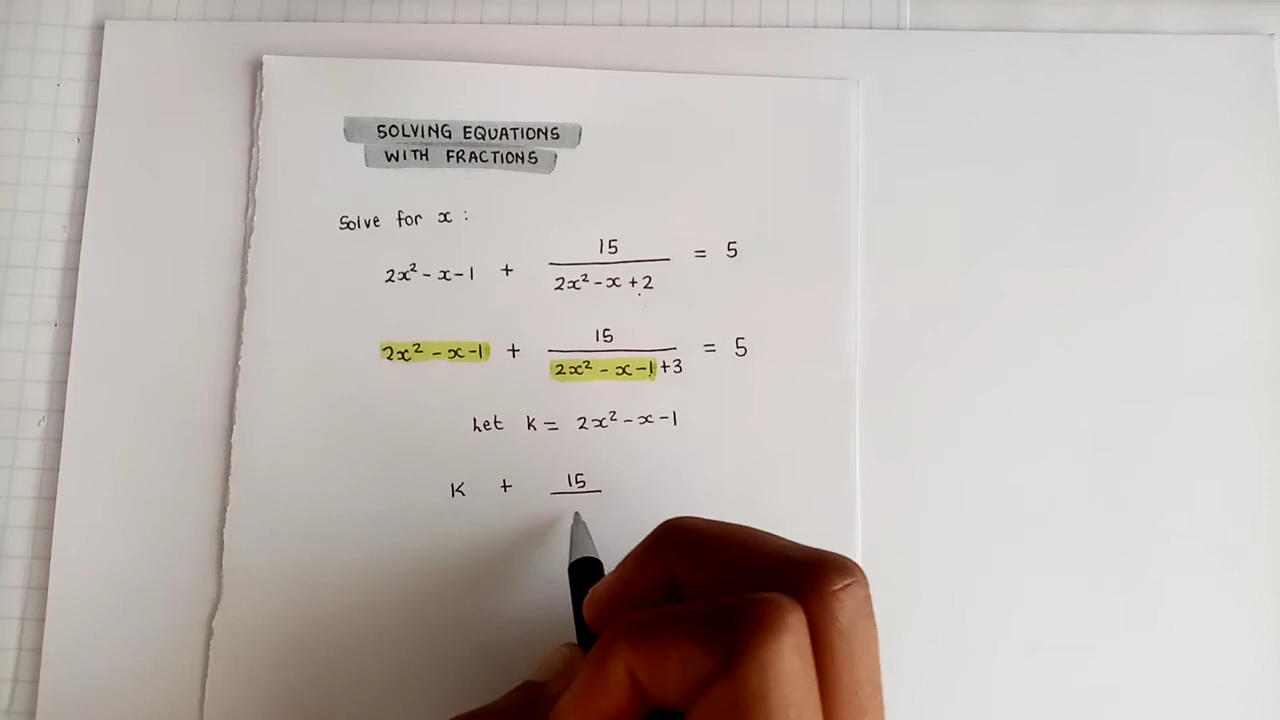 SOLVING EQUATIONS
WITH FRACTIONS
Solve for x :
2x² - x - 1 + 15/(2x² - x + 2) = 5
2x² - x - 1 + 15/(2x² - x - 1 + 3) = 5
Let K = 2x² - x - 1
K + 15